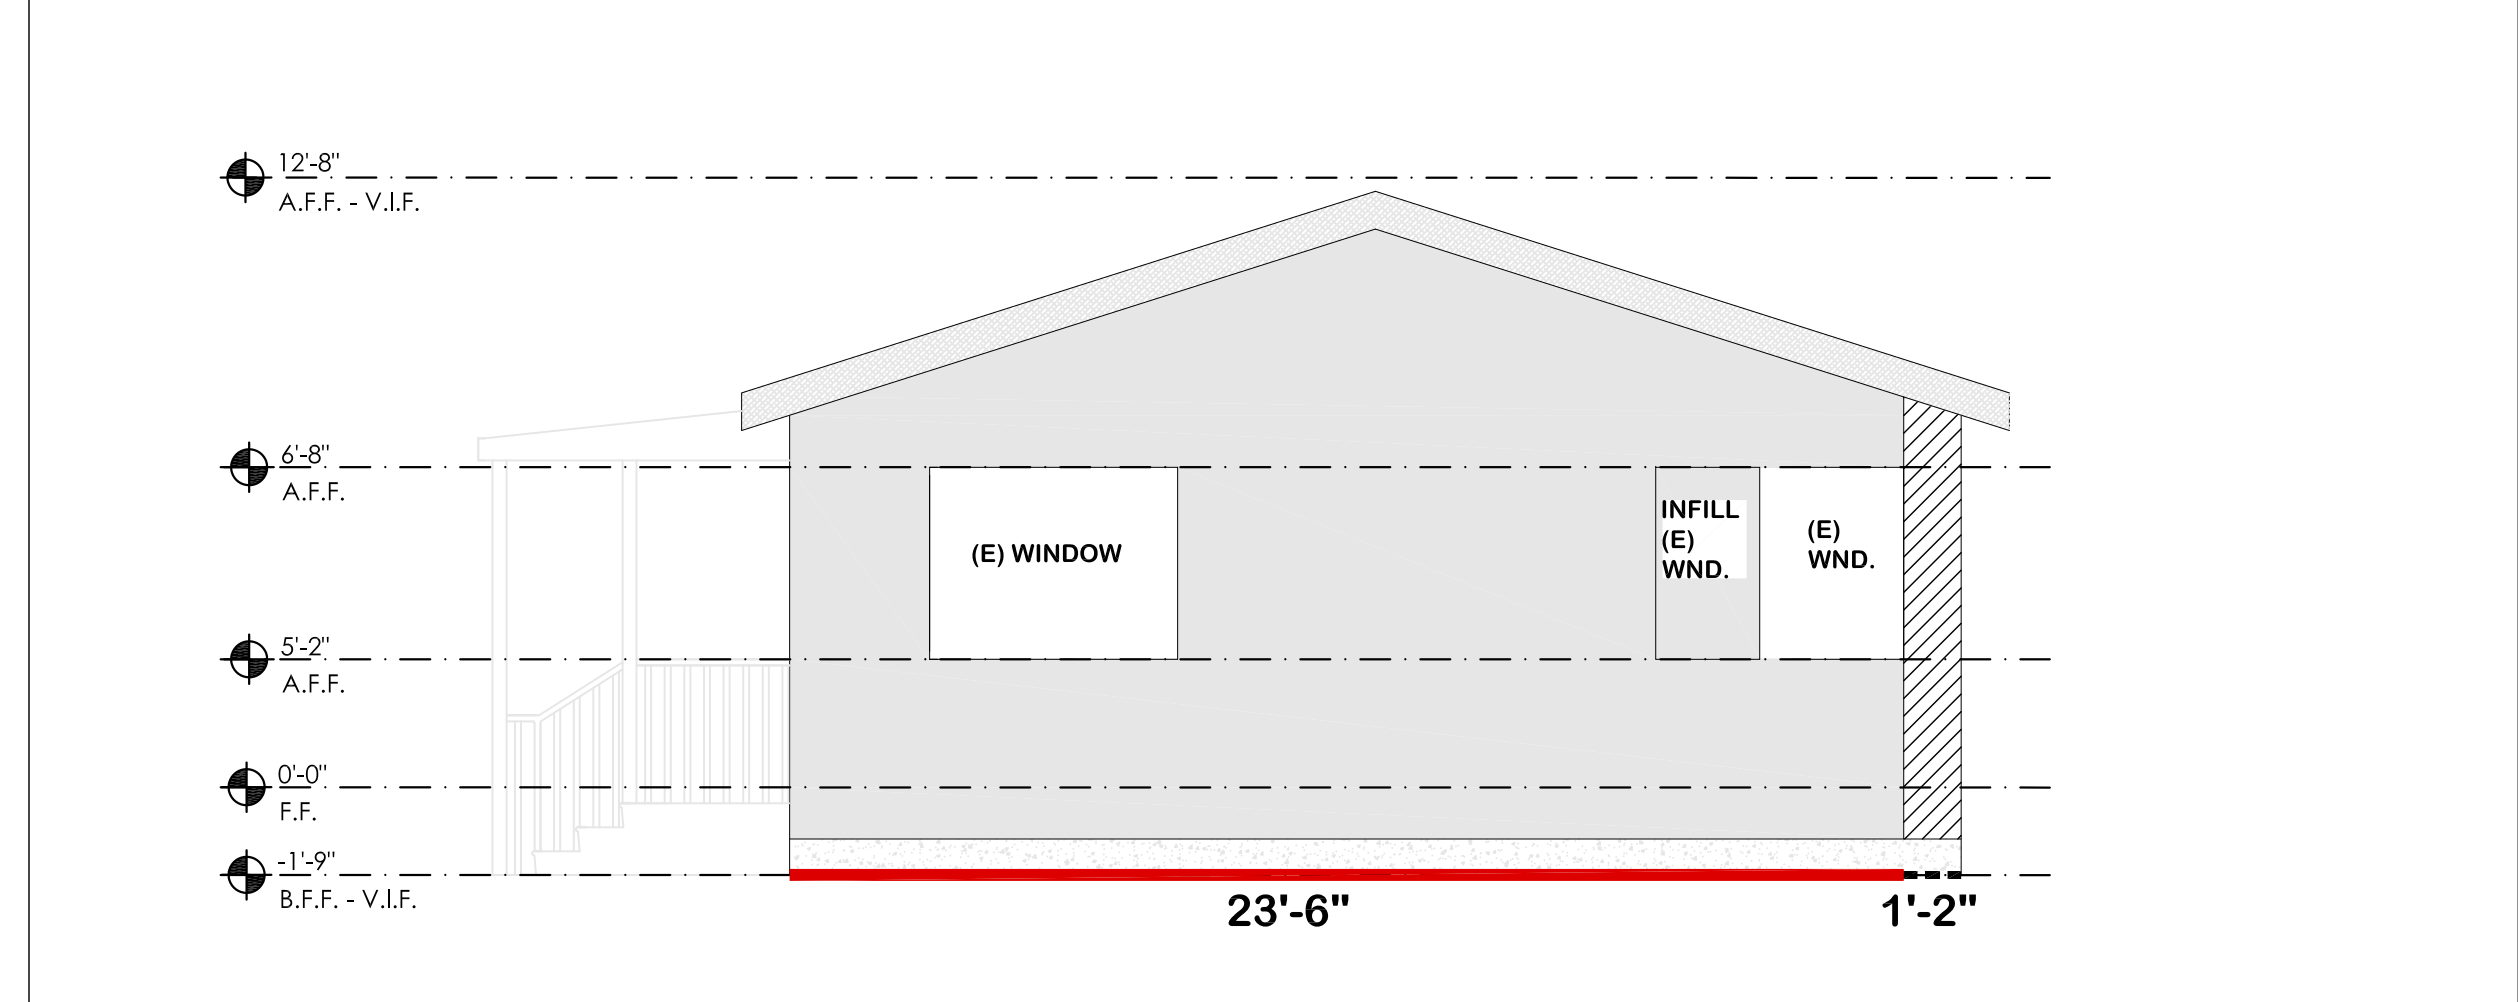 12'-8"
A.F.F. - V.I.F.
6'-8"
A.F.F.
INFILL
(E)
WND.
(E)
WND.
(E) WINDOW
5'-2"
A.F.F.
0'-0"
F.F.
-1'-9"
B.F.F. - V.I.F.
23'-6"
1'-2"